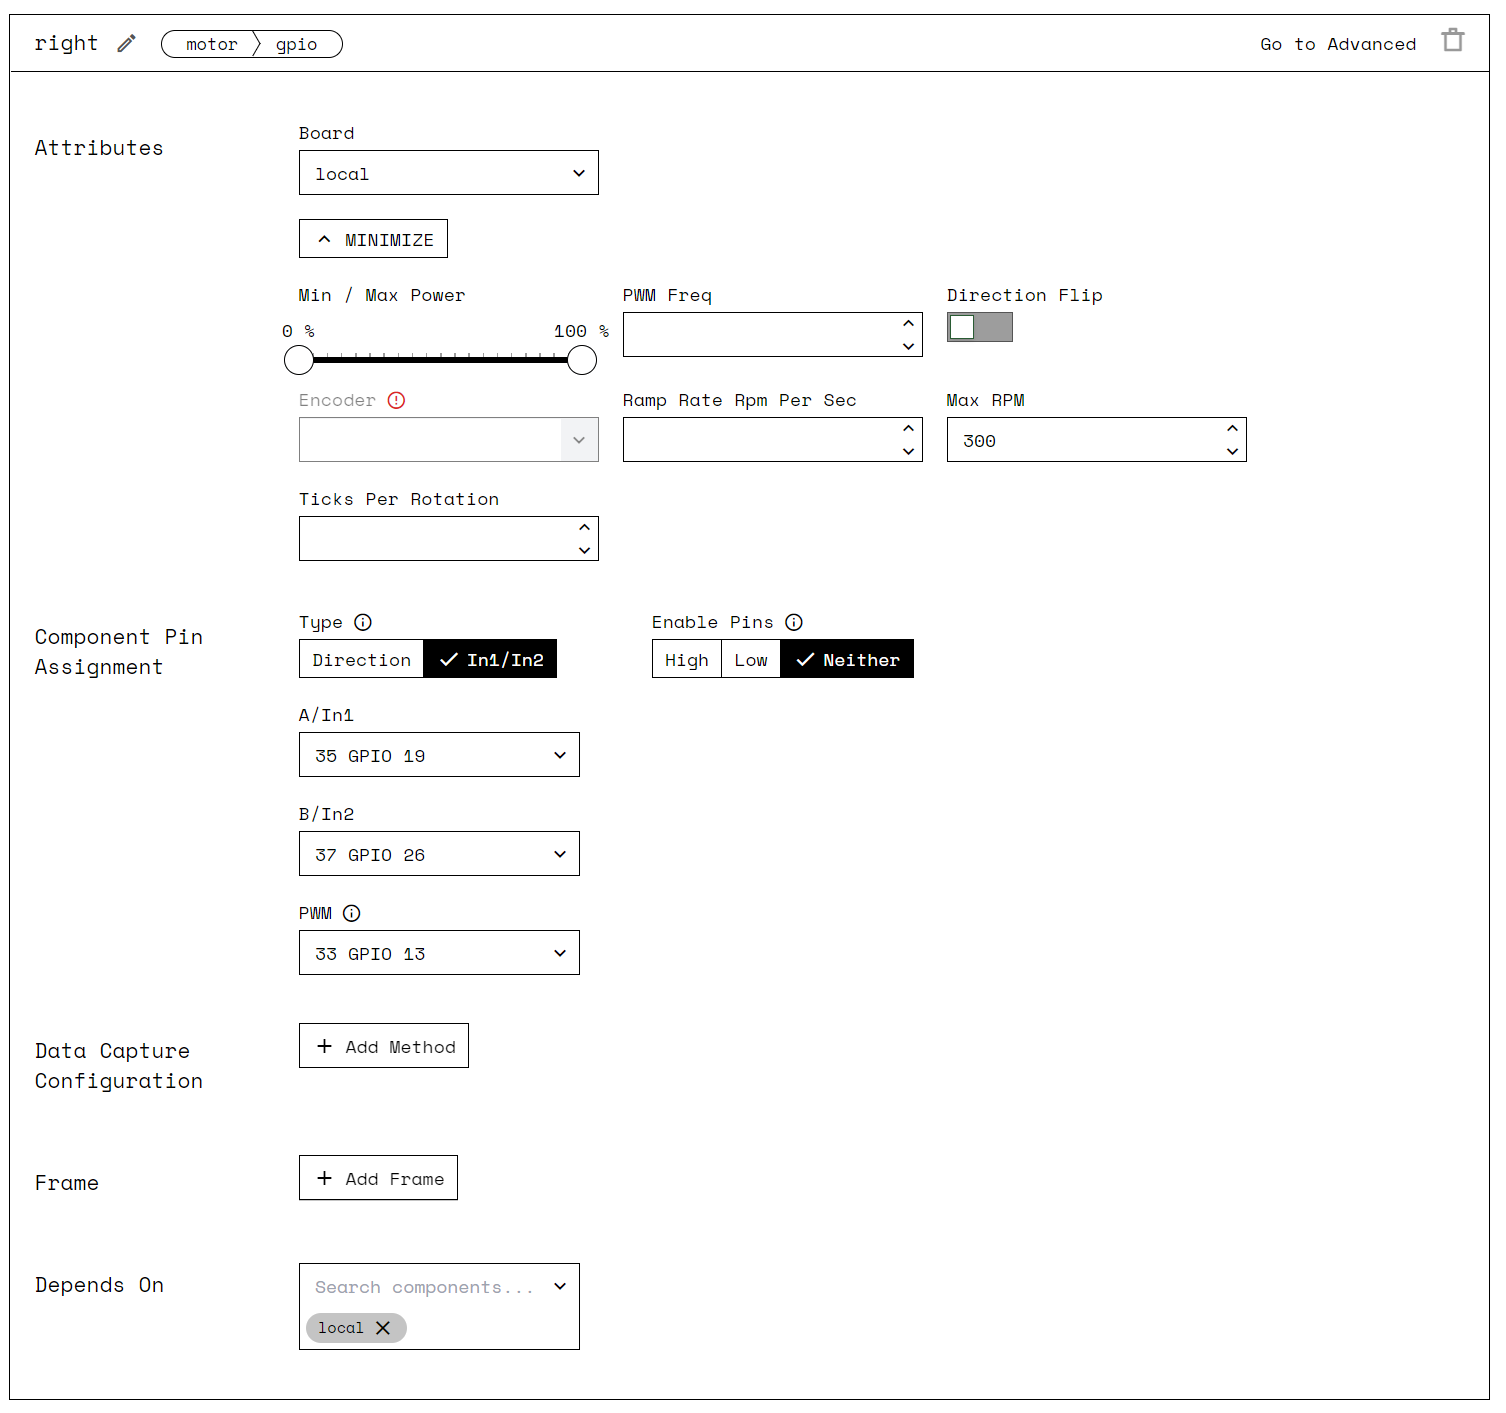 right motor gpio Go to Advanced
Attributes
Board
local
MINIMIZE
Min / Max Power PWM Freq Direction Flip
0 % 100 %
Encoder Ramp Rate Rpm Per Sec Max RPM
300
Ticks Per Rotation
Component Pin
Assignment
Type Enable Pins
Direction In1/In2 High Low Neither
A/In1
35 GPIO 19
B/In2
37 GPIO 26
PWM
33 GPIO 13
Data Capture
Configuration
Add Method
Frame
Add Frame
Depends On
Search components...
local